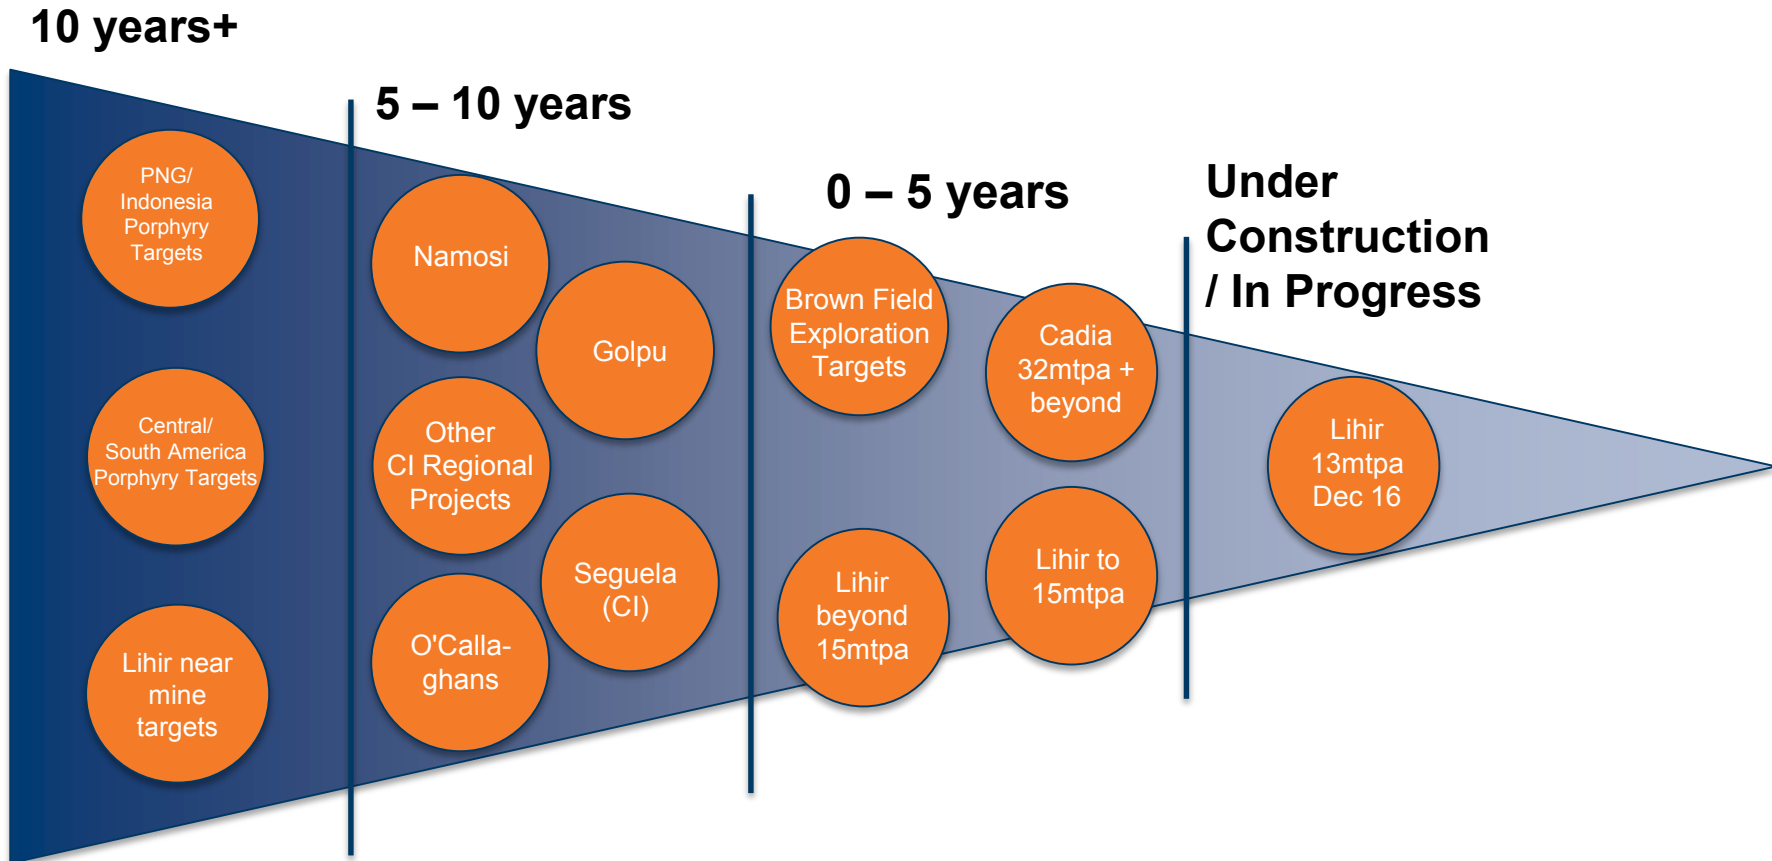 10 years+
PNG/
Indonesia
Porphyry
Targets
Central/
South America
Porphyry Targets
Lihir near
mine
targets
5 – 10 years
Namosi
Golpu
Other
CI Regional
Projects
Seguela
(CI)
O'Calla-
ghans
0 – 5 years
Brown Field
Exploration
Targets
Cadia
32mtpa +
beyond
Lihir
beyond
15mtpa
Lihir to
15mtpa
Under
Construction
/ In Progress
Lihir
13mtpa
Dec 16